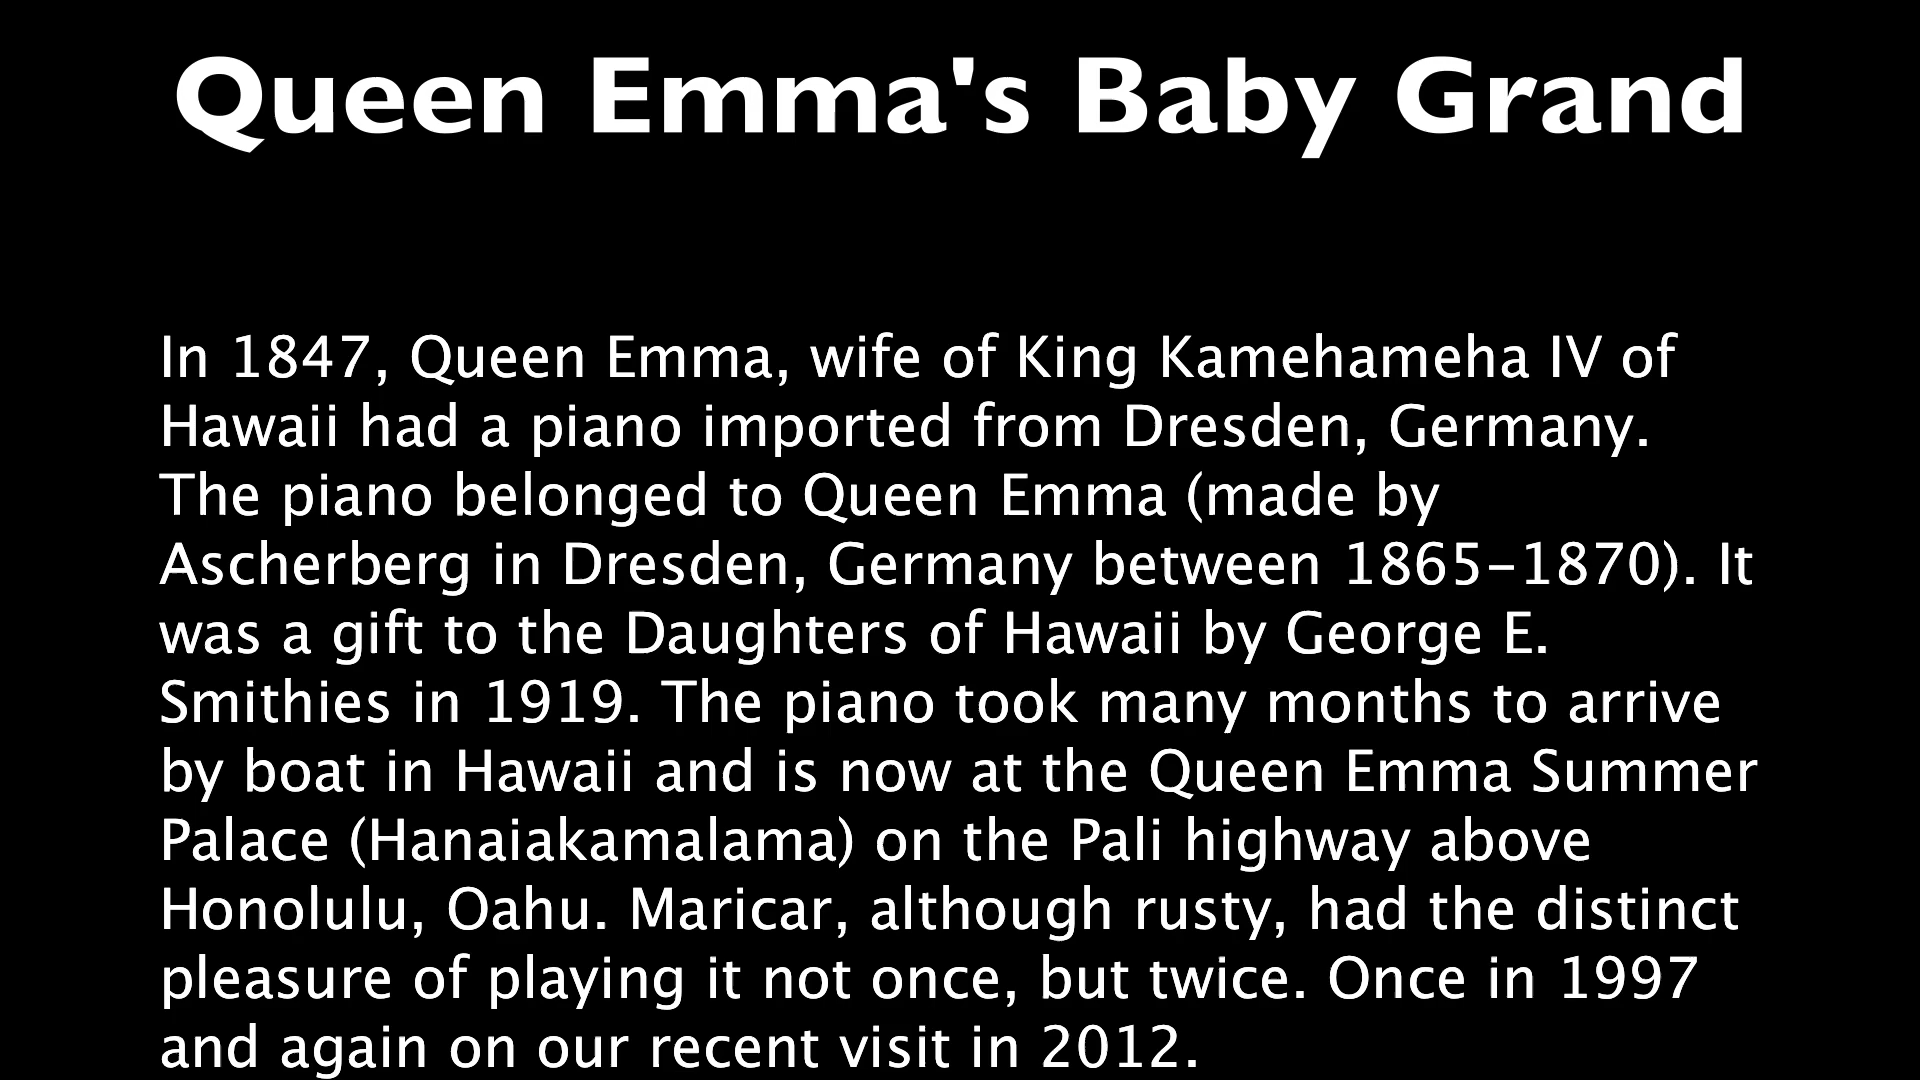 Queen Emma's Baby Grand
In 1847, Queen Emma, wife of King Kamehameha IV of
Hawaii had a piano imported from Dresden, Germany.
The piano belonged to Queen Emma (made by
Ascherberg in Dresden, Germany between 1865-1870). It
was a gift to the Daughters of Hawaii by George E.
Smithies in 1919. The piano took many months to arrive
by boat in Hawaii and is now at the Queen Emma Summer
Palace (Hanaiakamalama) on the Pali highway above
Honolulu, Oahu. Maricar, although rusty, had the distinct
pleasure of playing it not once, but twice. Once in 1997
and again on our recent visit in 2012.